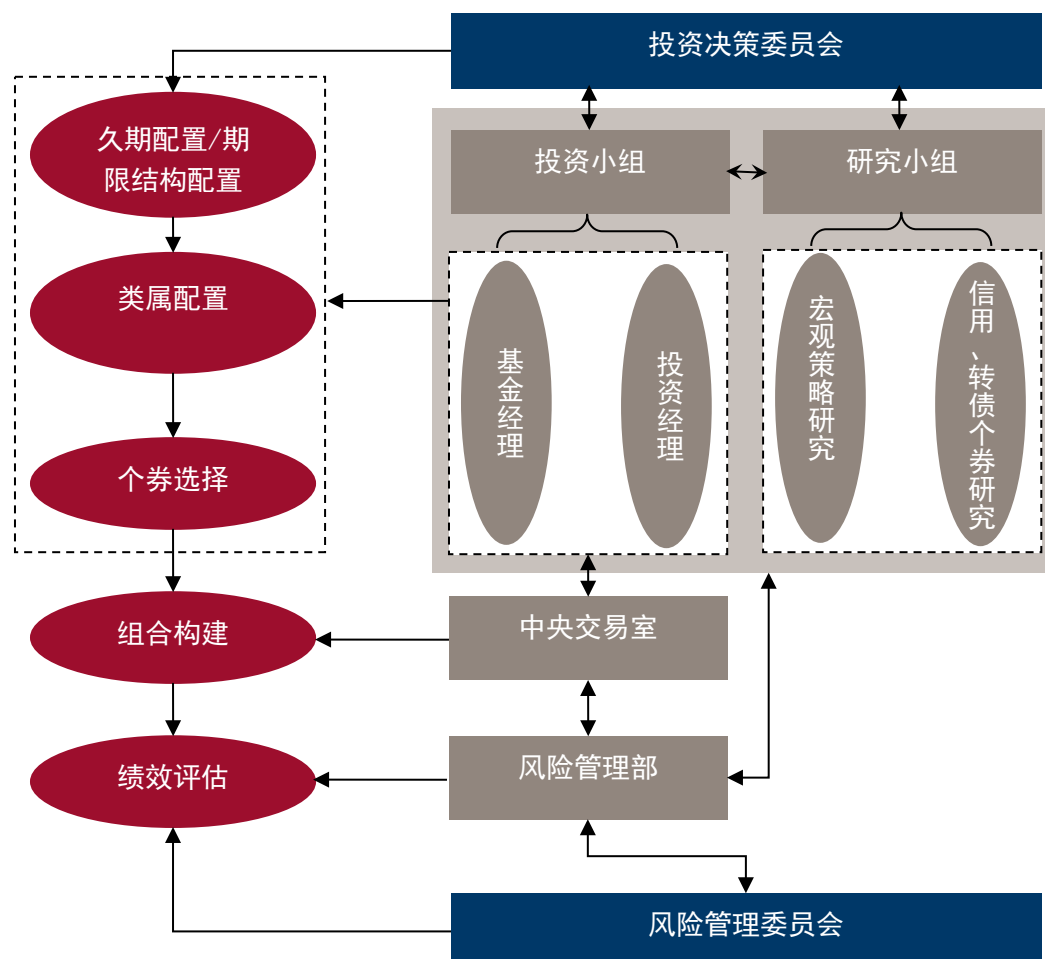 投资决策委员会
久期配置/期
限结构配置
投资小组
研究小组
类属配置
基金经理
投资经理
宏观策略研究
信用、转债个券研究
个券选择
组合构建
中央交易室
绩效评估
风险管理部
风险管理委员会